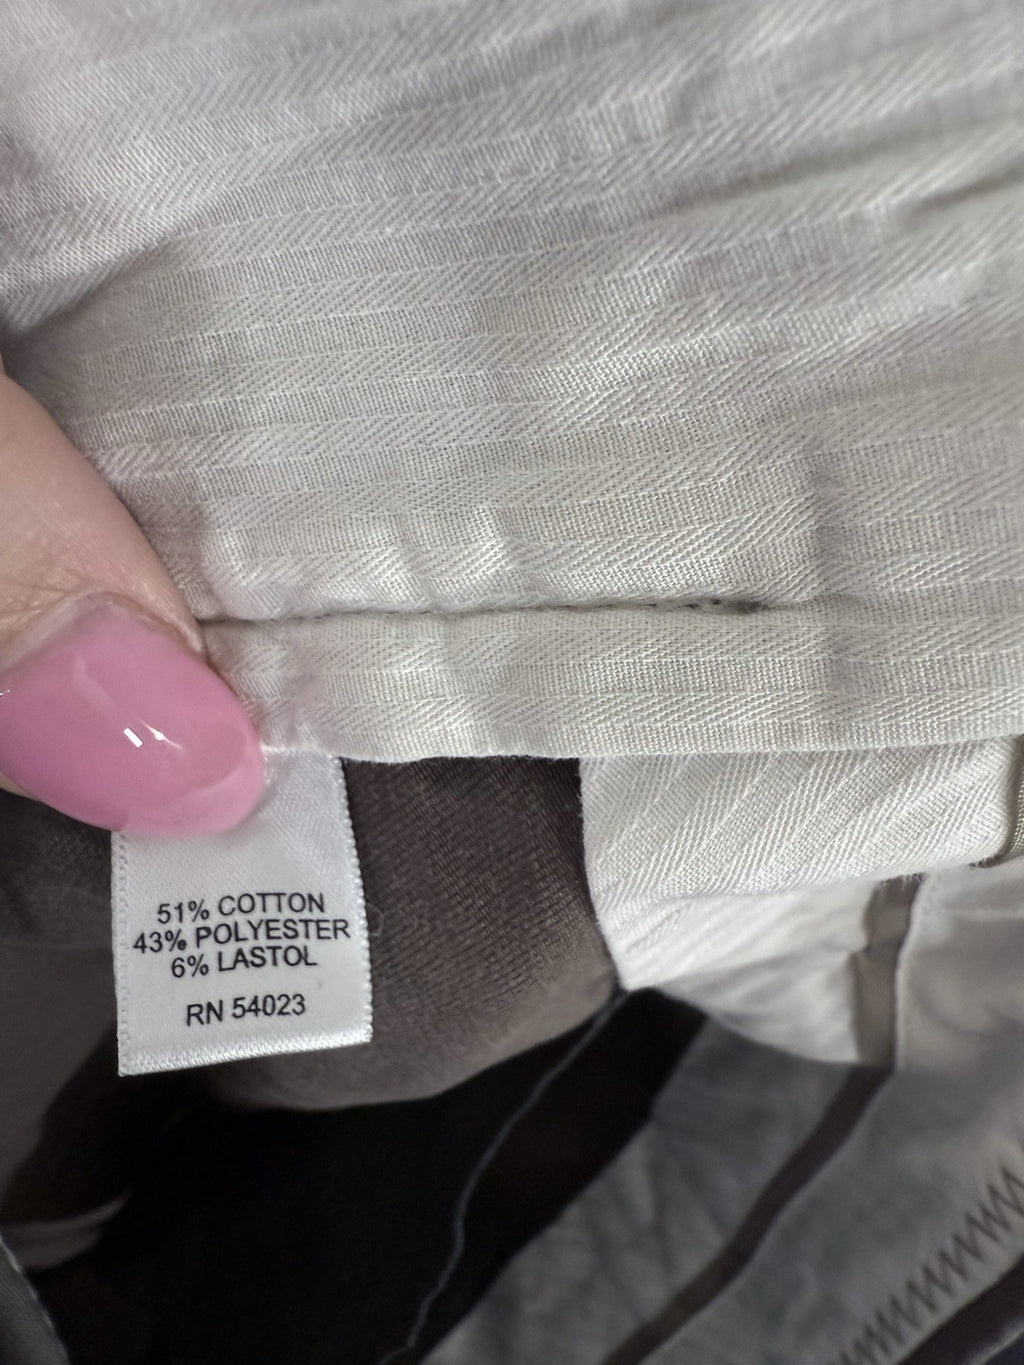 51% COTTON
43% POLYESTER
6% LASTOL
RN 54023